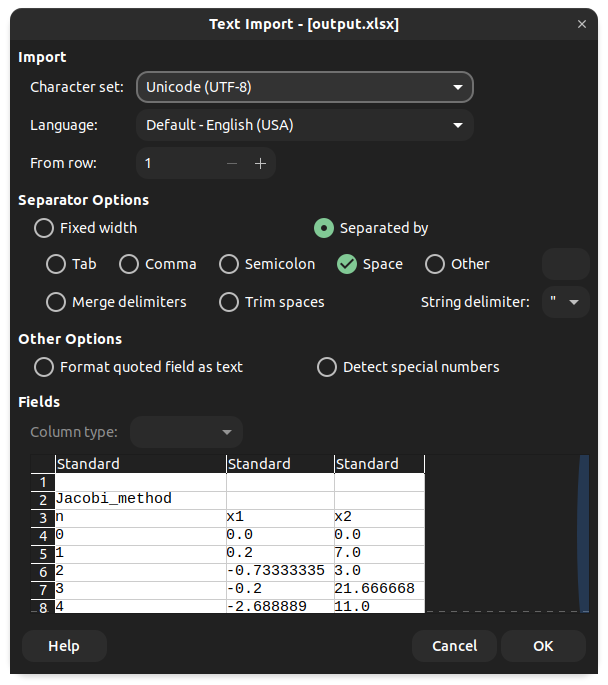 Text Import - [output.xlsx] ×
Import
Character set: Unicode (UTF-8)
Language: Default - English (USA)
From row: 1 − +
Separator Options
Fixed width Separated by
Tab Comma Semicolon Space Other
Merge delimiters Trim spaces String delimiter: "
Other Options
Format quoted field as text Detect special numbers
Fields
Column type:
Standard Standard Standard
1
2 Jacobi_method
3 n x1 x2
4 0 0.0 0.0
5 1 0.2 7.0
6 2 -0.73333335 3.0
7 3 -0.2 21.666668
8 4 -2.688889 11.0
Help Cancel OK